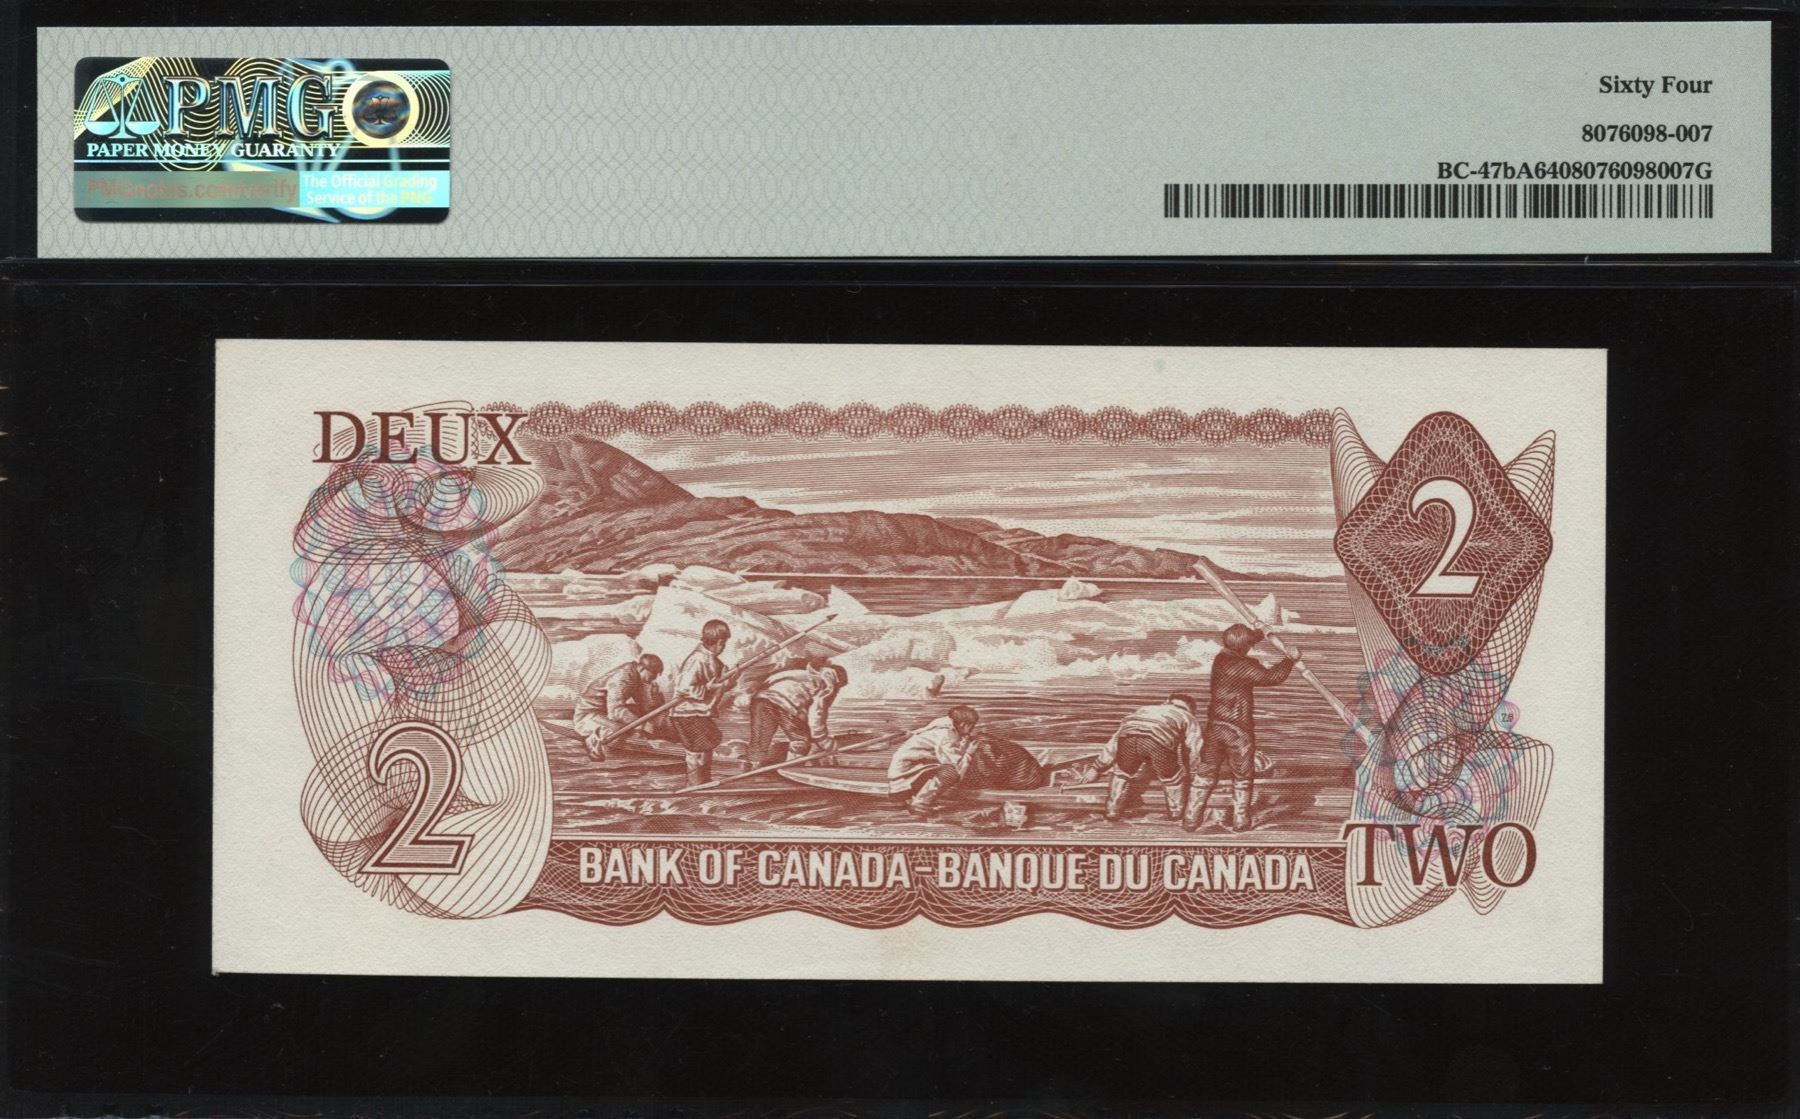 PMG
PAPER MONEY GUARANTY
PMGnotes.com/verify
The Official Grading
Service of the PNG
Sixty Four
8076098-007
BC-47bA6408076098007G
DEUX
2
2
BANK OF CANADA-BANQUE DU CANADA
TWO